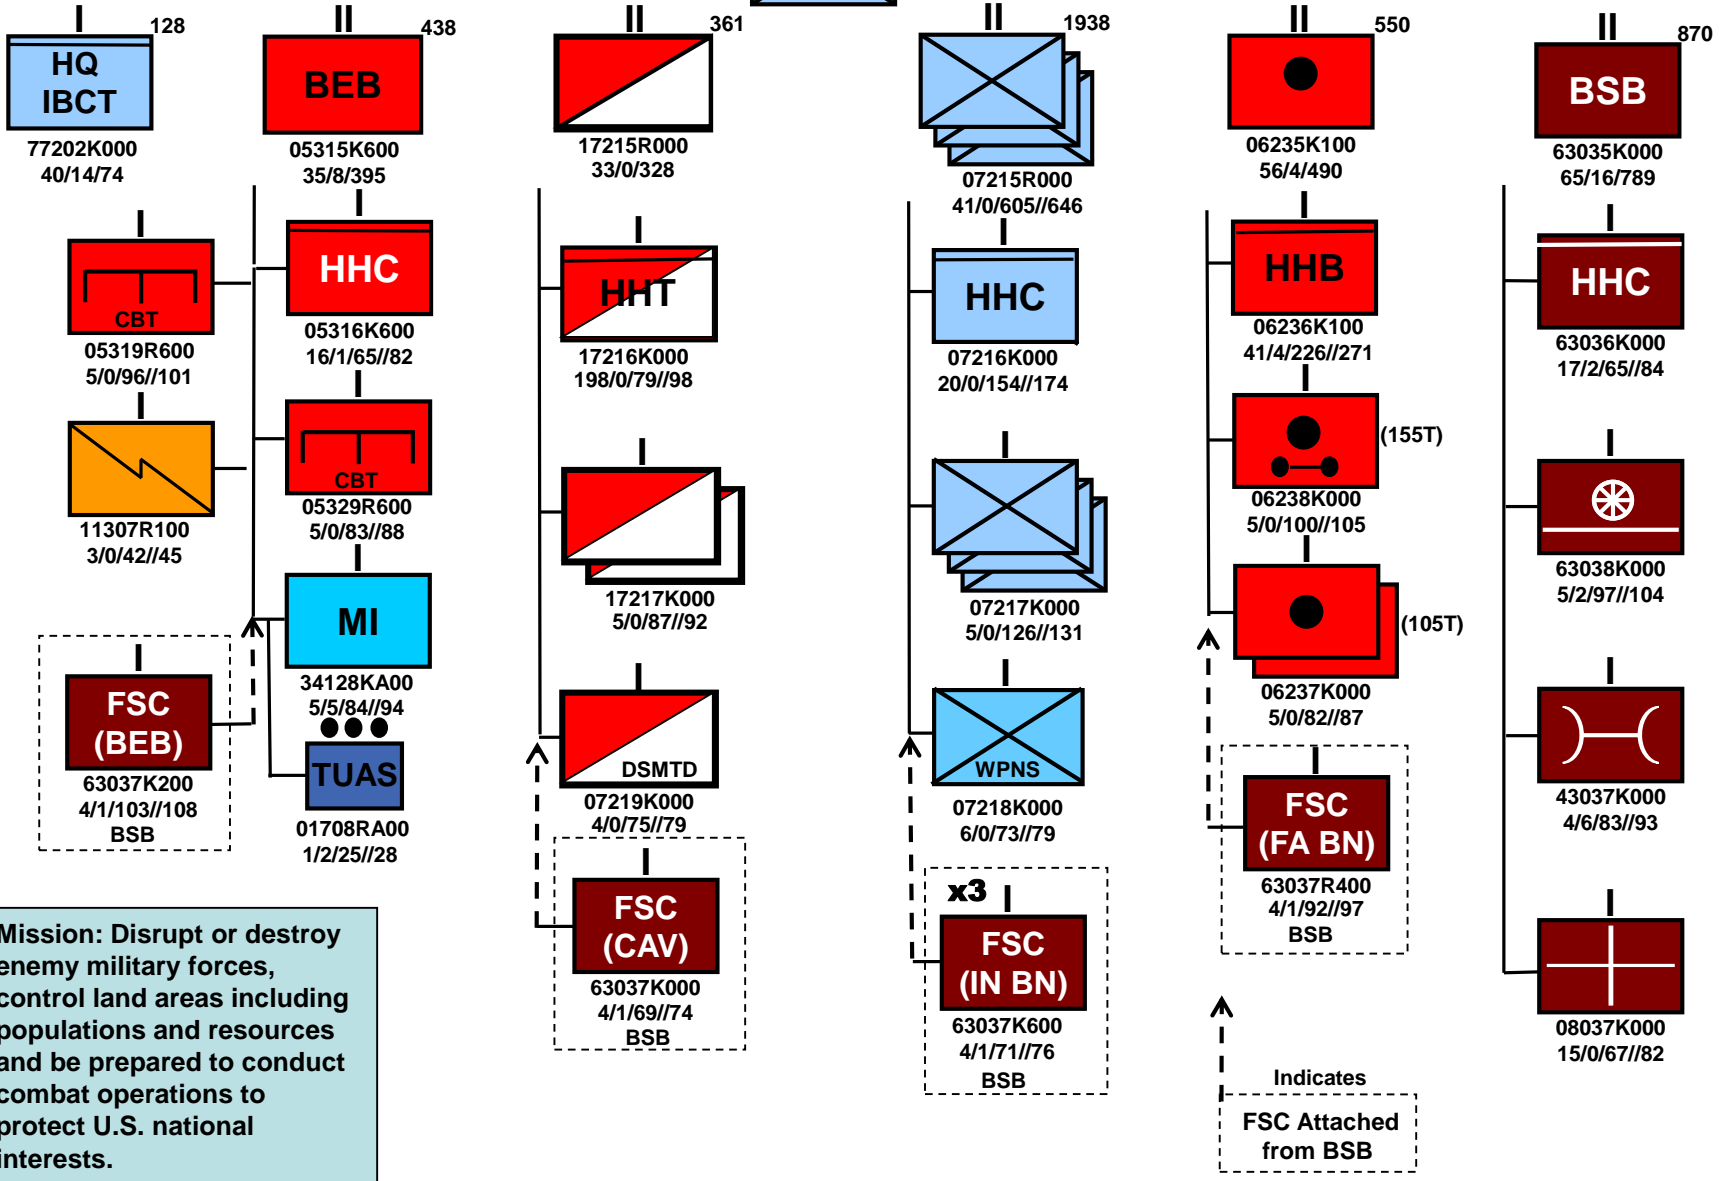 128
HQ
IBCT
77202K000
40/14/74
438
BEB
05315K600
35/8/395
CBT
05319R600
5/0/96//101
11307R100
3/0/42//45
HHC
05316K600
16/1/65//82
CBT
05329R600
5/0/83//88
MI
34128KA00
5/5/84//94
TUAS
01708RA00
1/2/25//28
FSC
(BEB)
63037K200
4/1/103//108
BSB
361
17215R000
33/0/328
HHT
17216K000
198/0/79//98
17217K000
5/0/87//92
DSMTD
07219K000
4/0/75//79
FSC
(CAV)
63037K000
4/1/69//74
BSB
1938
07215R000
41/0/605//646
HHC
07216K000
20/0/154//174
07217K000
5/0/126//131
WPNS
07218K000
6/0/73//79
x3
FSC
(IN BN)
63037K600
4/1/71//76
BSB
550
06235K100
56/4/490
HHB
06236K100
41/4/226//271
(155T)
06238K000
5/0/100//105
(105T)
06237K000
5/0/82//87
FSC
(FA BN)
63037R400
4/1/92//97
BSB
870
BSB
63035K000
65/16/789
HHC
63036K000
17/2/65//84
63038K000
5/2/97//104
43037K000
4/6/83//93
08037K000
15/0/67//82
Mission: Disrupt or destroy
enemy military forces,
control land areas including
populations and resources
and be prepared to conduct
combat operations to
protect U.S. national
interests.
Indicates
FSC Attached
from BSB